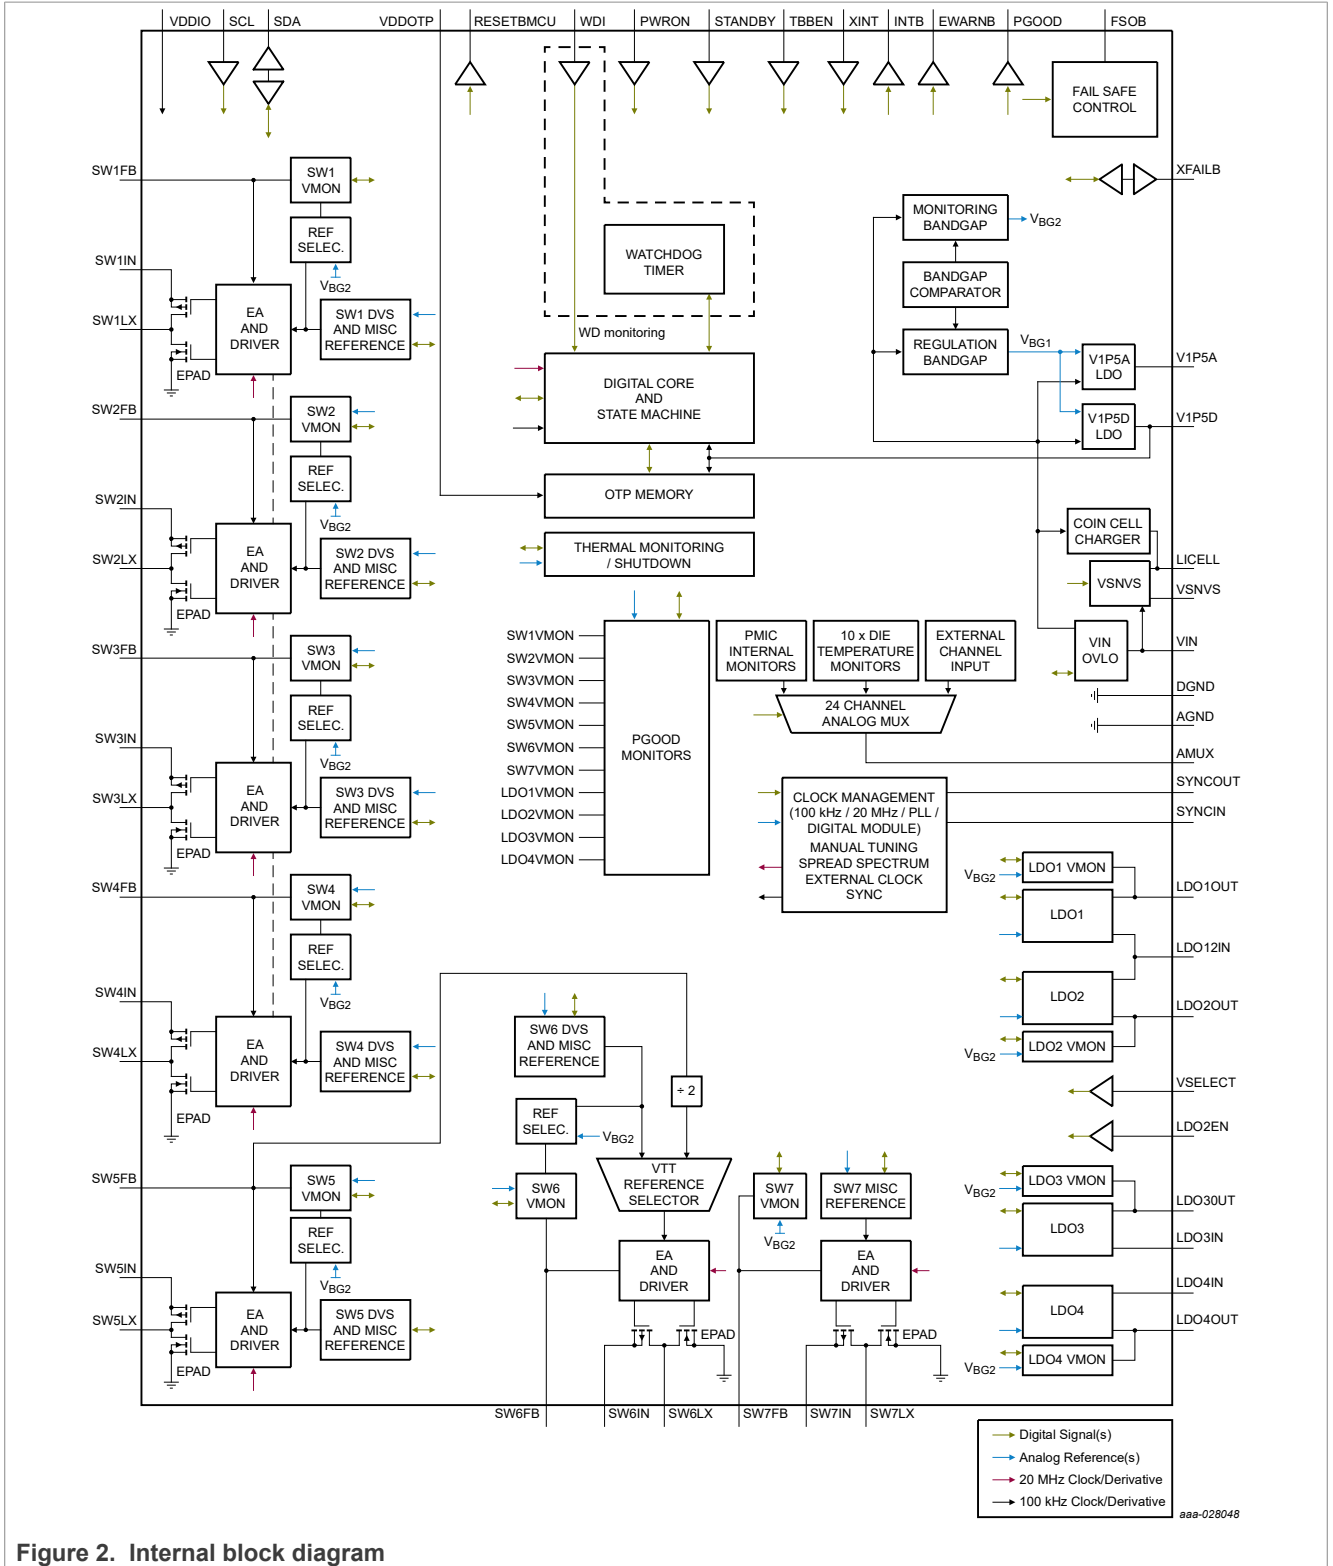 VDDIO
SCL
SDA
VDDOTP
RESETBMCU
WDI
PWRON
STANDBY
TBBEN
XINT
INTB
EWARNB
PGOOD
FSOB
FAIL SAFE
CONTROL
XFAILB
SW1FB
SW1
VMON
REF
SELEC.
VBG2
SW1IN
SW1LX
EA
AND
DRIVER
SW1 DVS
AND MISC
REFERENCE
EPAD
WATCHDOG
TIMER
WD monitoring
MONITORING
BANDGAP
VBG2
BANDGAP
COMPARATOR
REGULATION
BANDGAP
VBG1
V1P5A
LDO
V1P5A
V1P5D
LDO
V1P5D
DIGITAL CORE
AND
STATE MACHINE
OTP MEMORY
THERMAL MONITORING
/ SHUTDOWN
SW2FB
SW2
VMON
REF
SELEC.
VBG2
SW2IN
SW2LX
EA
AND
DRIVER
SW2 DVS
AND MISC
REFERENCE
EPAD
COIN CELL
CHARGER
LICELL
VSNVS
VSNVS
VIN
OVLO
VIN
DGND
AGND
AMUX
SW1VMON
SW2VMON
SW3VMON
SW4VMON
SW5VMON
SW6VMON
SW7VMON
LDO1VMON
LDO2VMON
LDO3VMON
LDO4VMON
PGOOD
MONITORS
PMIC
INTERNAL
MONITORS
10 x DIE
TEMPERATURE
MONITORS
EXTERNAL
CHANNEL
INPUT
24 CHANNEL
ANALOG MUX
SW3FB
SW3
VMON
REF
SELEC.
VBG2
SW3IN
SW3LX
EA
AND
DRIVER
SW3 DVS
AND MISC
REFERENCE
EPAD
CLOCK MANAGEMENT
(100 kHz / 20 MHz / PLL /
DIGITAL MODULE)
MANUAL TUNING
SPREAD SPECTRUM
EXTERNAL CLOCK
SYNC
SYNCOUT
SYNCIN
SW4FB
SW4
VMON
REF
SELEC.
VBG2
SW4IN
SW4LX
EA
AND
DRIVER
SW4 DVS
AND MISC
REFERENCE
EPAD
LDO1 VMON
VBG2
LDO1OUT
LDO1
LDO12IN
LDO2
LDO2OUT
LDO2 VMON
VBG2
VSELECT
LDO2EN
SW6 DVS
AND MISC
REFERENCE
÷ 2
REF
SELEC.
VBG2
VTT
REFERENCE
SELECTOR
SW6
VMON
SW7
VMON
VBG2
SW7 MISC
REFERENCE
EA
AND
DRIVER
EPAD
EA
AND
DRIVER
EPAD
SW5FB
SW5
VMON
REF
SELEC.
VBG2
SW5IN
SW5LX
EA
AND
DRIVER
SW5 DVS
AND MISC
REFERENCE
EPAD
LDO3 VMON
VBG2
LDO30UT
LDO3
LDO3IN
LDO4IN
LDO4
LDO4OUT
LDO4 VMON
VBG2
SW6FB
SW6IN
SW6LX
SW7FB
SW7IN
SW7LX
Digital Signal(s)
Analog Reference(s)
20 MHz Clock/Derivative
100 kHz Clock/Derivative
aaa-028048
Figure 2. Internal block diagram